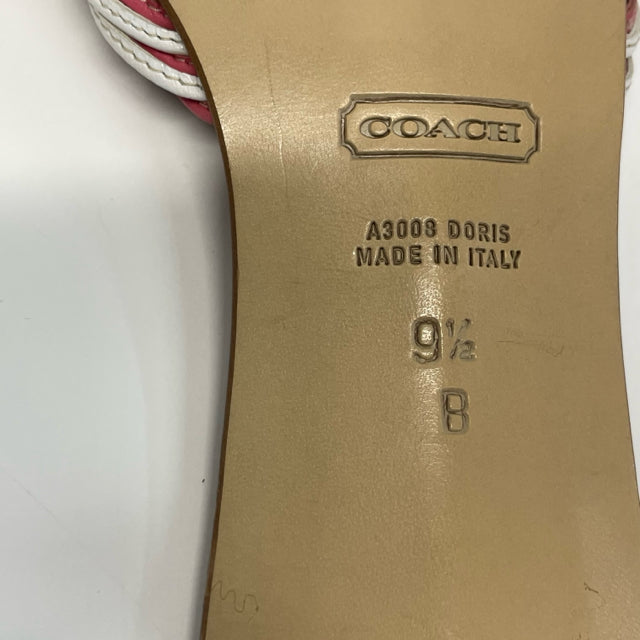 COACH
A3008 DORIS
MADE IN ITALY
9½
B